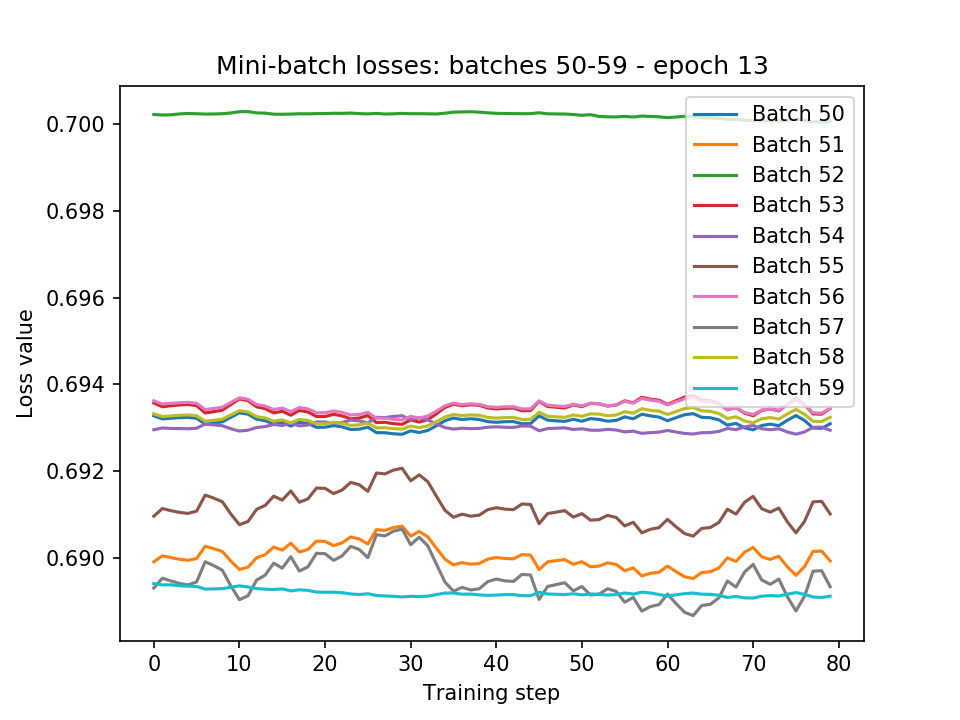 Mini-batch losses: batches 50-59 - epoch 13
Loss value
0.700
0.698
0.696
0.694
0.692
0.690
Batch 50
Batch 51
Batch 52
Batch 53
Batch 54
Batch 55
Batch 56
Batch 57
Batch 58
Batch 59
0 10 20 30 40 50 60 70 80
Training step